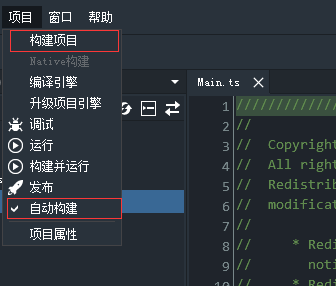 项目 窗口 帮助
构建项目
Native构建
编译引擎
升级项目引擎
调试
运行
构建并运行
发布
自动构建
项目属性
Main.ts
1 ////////////////
2 //
3 // Copyright
4 // All right
5 // Redistrib
6 // modificat
7 //
8 // * Redi
9 // noti
10 // * Redi